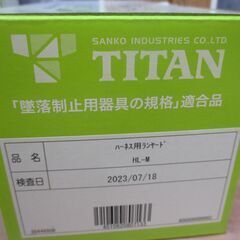 SANKO INDUSTRIES CO.,LTD.
TITAN
「墜落制止用器具の規格」適合品
品名 ハーネス用ランヤード
HL-M
検査日 2023/07/18